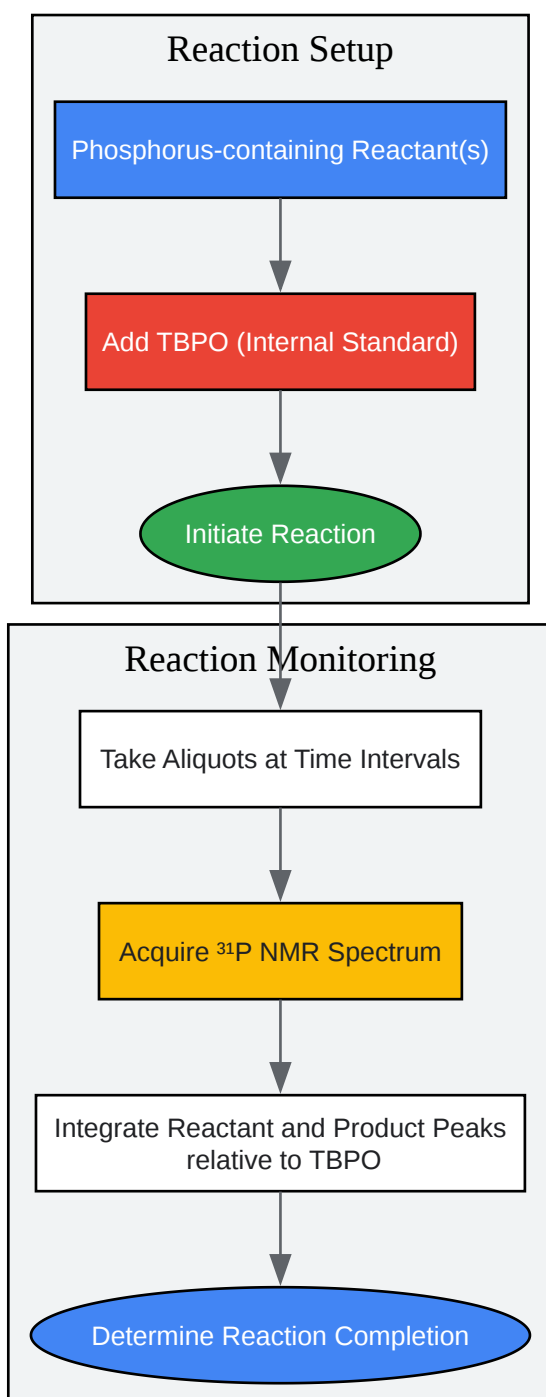 Reaction Setup
Phosphorus-containing Reactant(s)
Add TBPO (Internal Standard)
Initiate Reaction
Reaction Monitoring
Take Aliquots at Time Intervals
Acquire ³¹P NMR Spectrum
Integrate Reactant and Product Peaks
relative to TBPO
Determine Reaction Completion